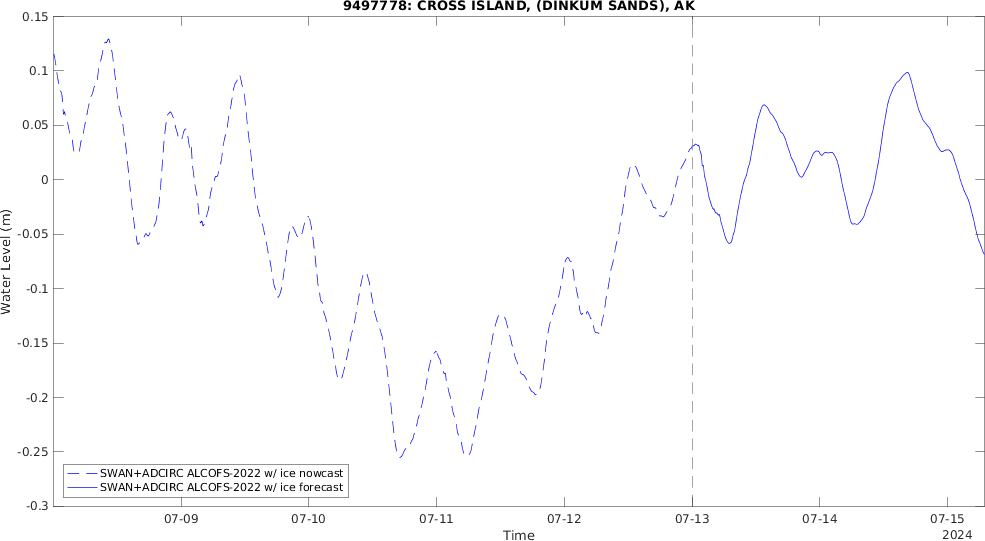 9497778: CROSS ISLAND, (DINKUM SANDS), AK
Water Level (m)
0.15
0.1
0.05
0
-0.05
-0.1
-0.15
-0.2
-0.25
-0.3
SWAN+ADCIRC ALCOFS-2022 w/ ice nowcast
SWAN+ADCIRC ALCOFS-2022 w/ ice forecast
07-09 07-10 07-11 07-12 07-13 07-14 07-15
Time
2024